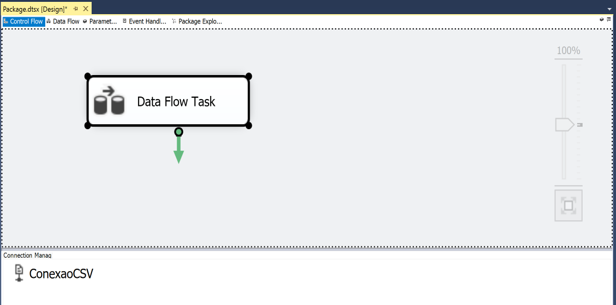 Package.dtsx [Design]*
Control Flow Data Flow Paramet... Event Handl... Package Explo...
100%
Data Flow Task
Connection Manag
ConexaoCSV